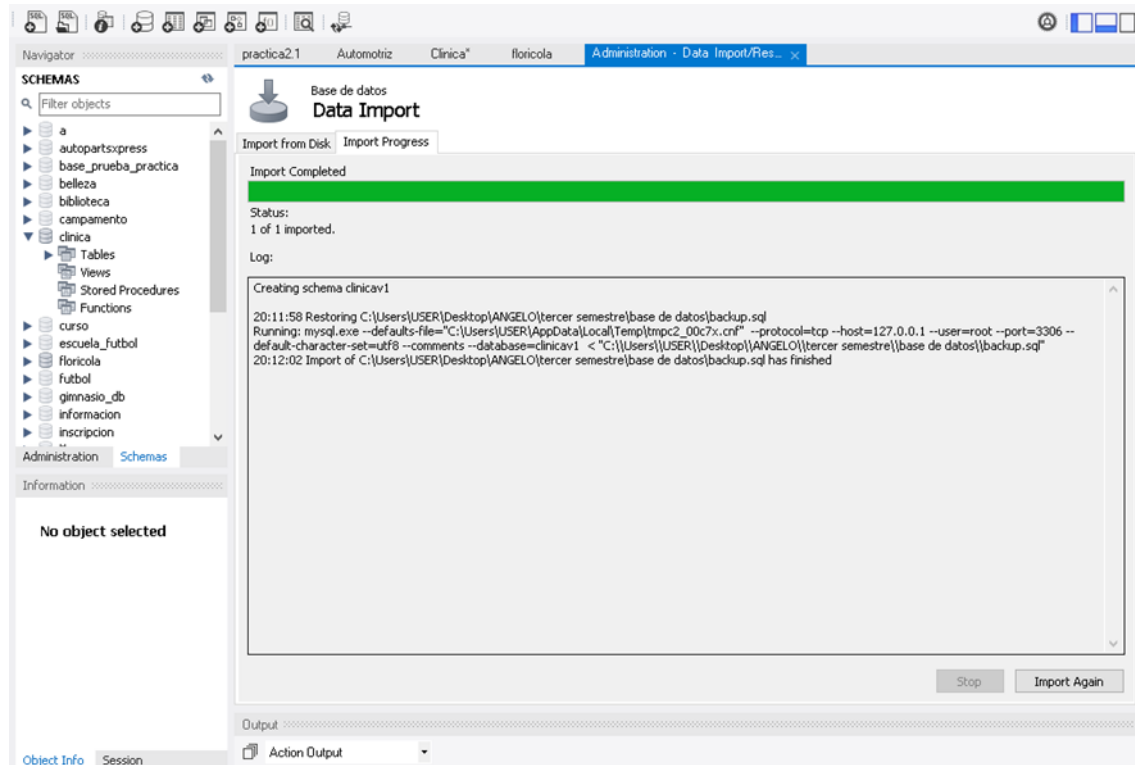 Navigator
SCHEMAS
Filter objects
a
autopartsxpress
base_prueba_practica
belleza
biblioteca
campamento
clinica
Tables
Views
Stored Procedures
Functions
curso
escuela_futbol
floricola
futbol
gimnasio_db
informacion
inscripcion
Administration Schemas
Information
No object selected
Object Info Session
practica2.1 Automotriz Clinica* floricola Administration - Data Import/Res...
Base de datos
Data Import
Import from Disk Import Progress
Import Completed
Status:
1 of 1 imported.
Log:
Creating schema clinicav1
20:11:58 Restoring C:\Users\USER\Desktop\ANGELO\tercer semestre\base de datos\backup.sql
Running: mysql.exe --defaults-file="C:\Users\USER\AppData\Local\Temp\tmpc2_00c7x.cnf" --protocol=tcp --host=127.0.0.1 --user=root --port=3306 --
default-character-set=utf8 --comments --database=clinicav1 < "C:\\Users\\USER\\Desktop\\ANGELO\\tercer semestre\\base de datos\\backup.sql"
20:12:02 Import of C:\Users\USER\Desktop\ANGELO\tercer semestre\base de datos\backup.sql has finished
Stop Import Again
Output
Action Output